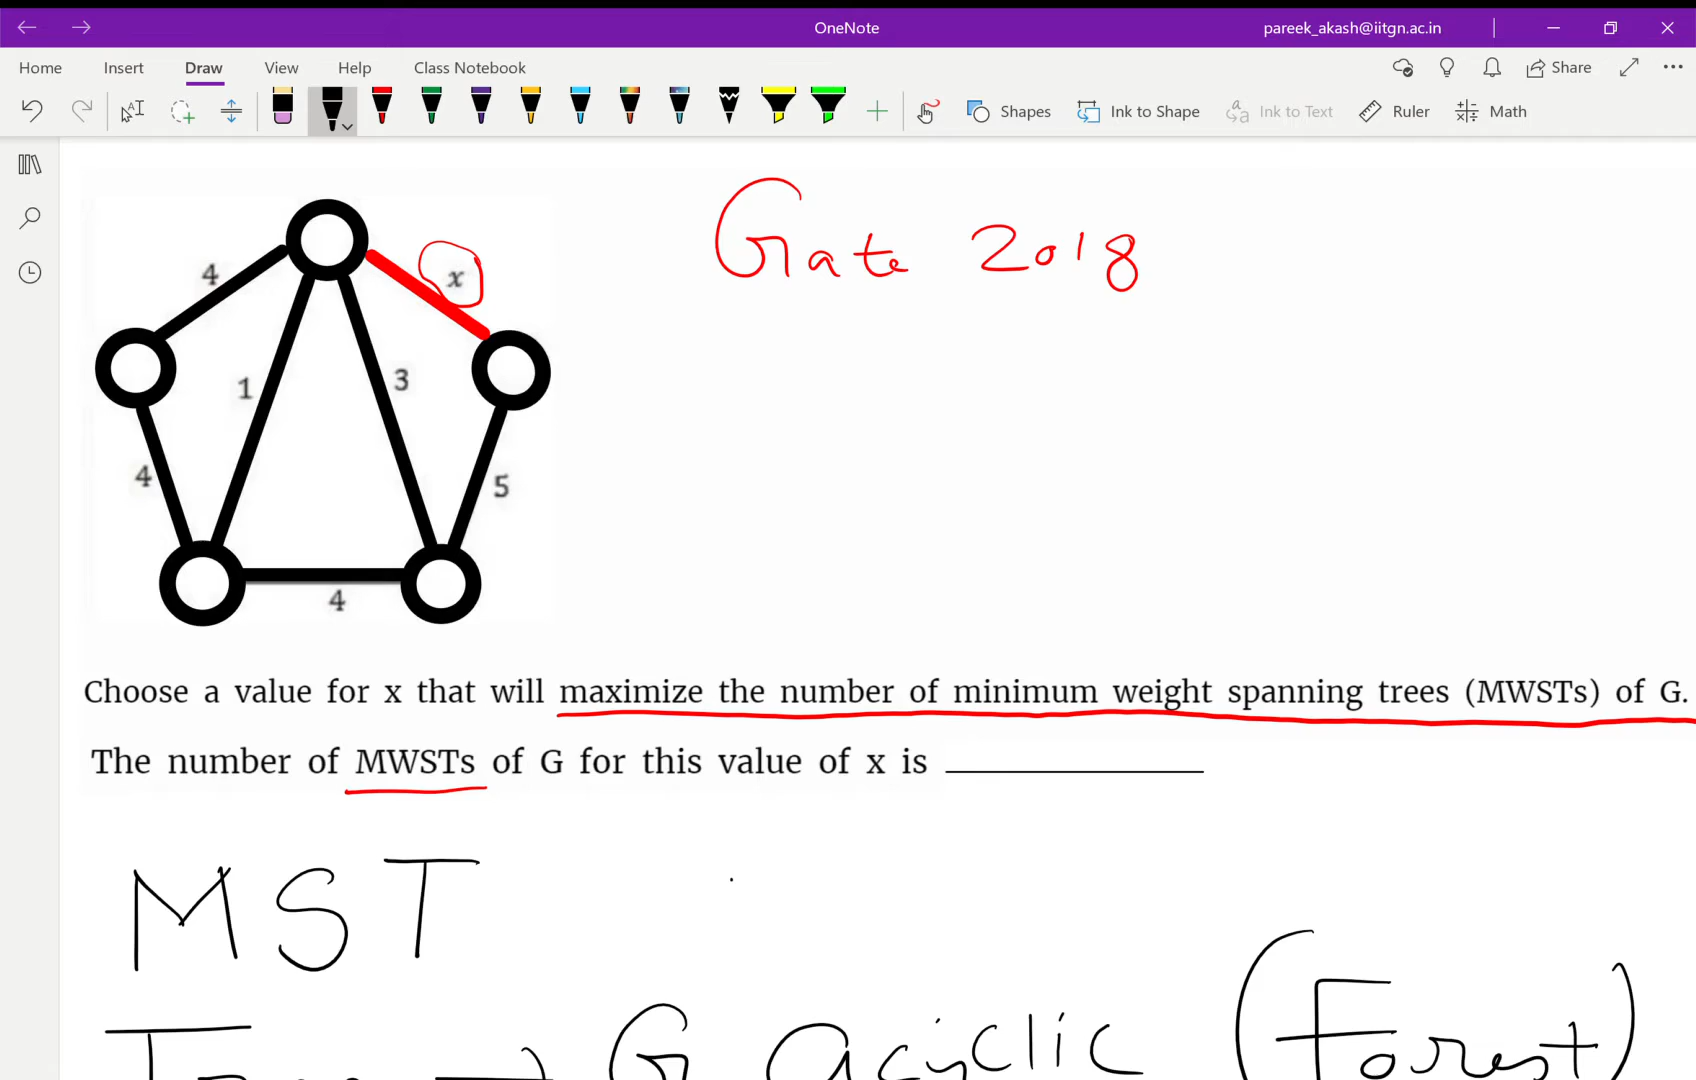 OneNote
pareek_akash@iitgn.ac.in
Home Insert Draw View Help Class Notebook
Share
Shapes Ink to Shape Ink to Text Ruler Math
Gate 2018
4
x
1
3
4
5
4
Choose a value for x that will maximize the number of minimum weight spanning trees (MWSTs) of G.
The number of MWSTs of G for this value of x is
MST
G acyclic (Forest)